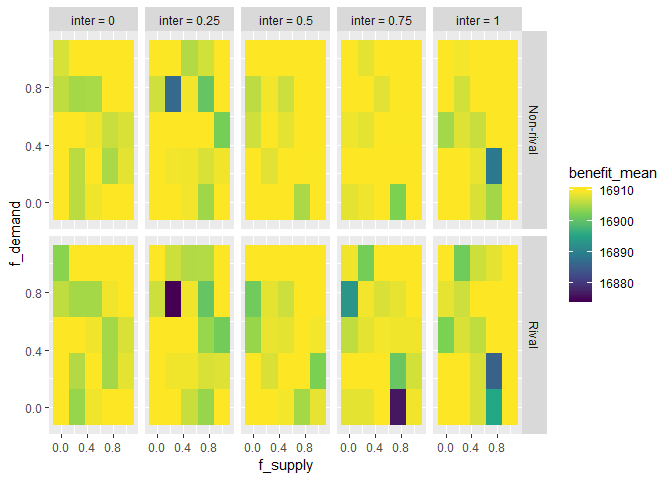 inter = 0 inter = 0.25 inter = 0.5 inter = 0.75 inter = 1
0.8
0.4
0.0
Non-rival
0.8
0.4
0.0
Rival
f_demand
0.0 0.4 0.8 0.0 0.4 0.8 0.0 0.4 0.8 0.0 0.4 0.8 0.0 0.4 0.8
f_supply
benefit_mean
16910
16900
16890
16880